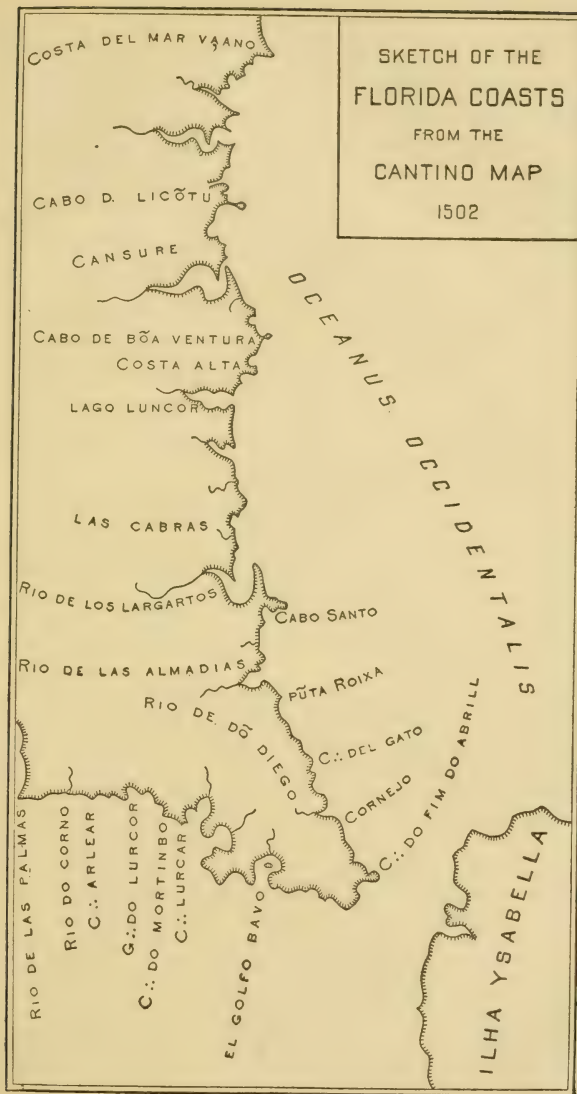 SKETCH OF THE
FLORIDA COASTS
FROM THE
CANTINO MAP
1502
COSTA DEL MAR VAANO
CABO D. LICÕTU
CANSURE
CABO DE BÕA VENTURA
COSTA ALTA
LAGO LUNCOR
LAS CABRAS
RIO DE LOS LARGARTOS
CABO SANTO
RIO DE LAS ALMADIAS
PŨTA ROIXA
RIO DE DÕ DIEGO
C∴ DEL GATO
CORNEJO
C∴ DO FIM DO ABRILL
OCEANUS OCCIDENTALIS
RIO DE LAS PALMAS
RIO DO CORNO
C∴ ARLEAR
G∴ DO LURCOR
C∴ DO MORTINBO
C∴ LURCAR
EL GOLFO BAVO
ILHA YSABELLA